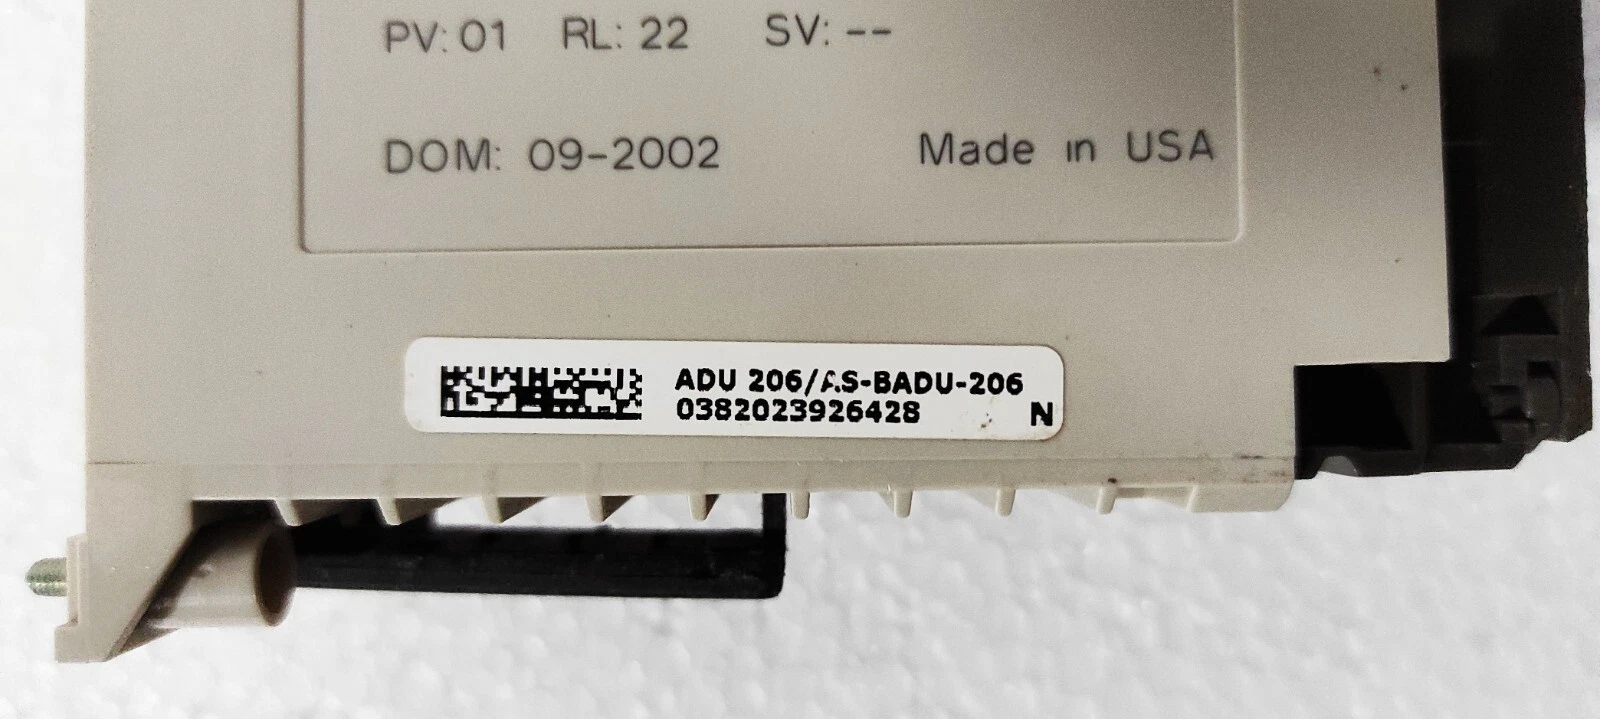 PV: 01 RL: 22 SV: --
DOM: 09-2002 Made in USA
ADU 206/AS-BADU-206
0382023926428 N